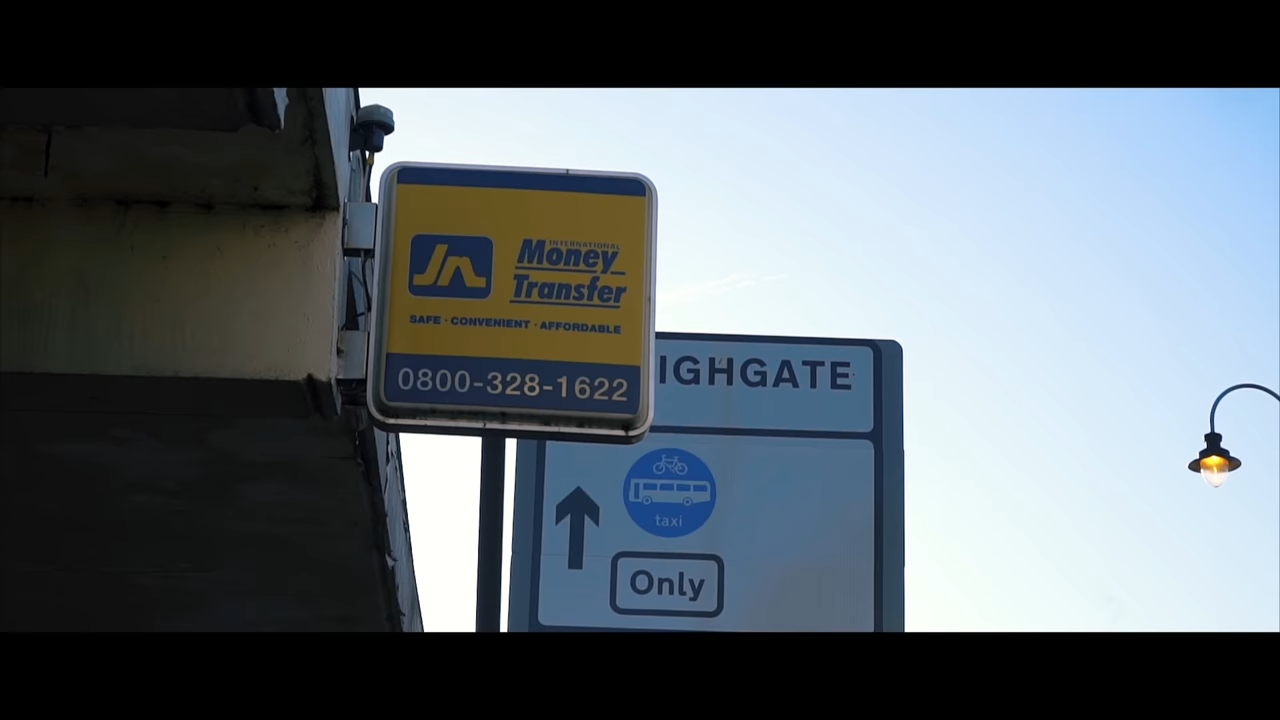 JN
INTERNATIONAL
Money
Transfer
SAFE · CONVENIENT · AFFORDABLE
0800-328-1622
IGHGATE
taxi
Only